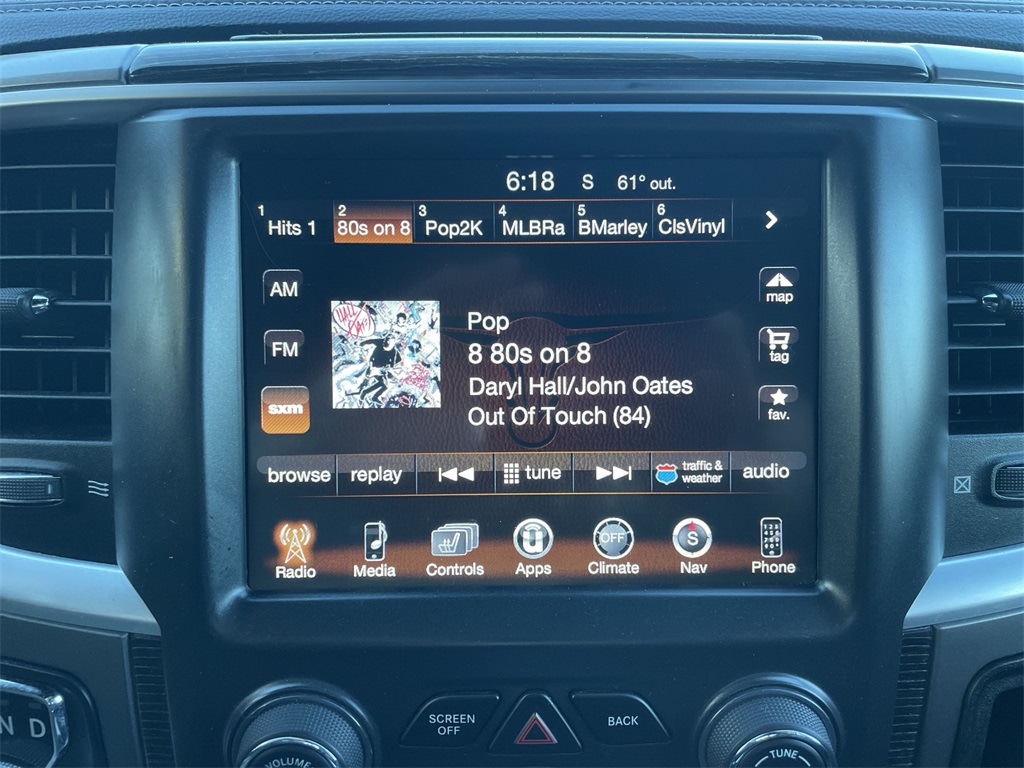 6:18 S 61° out.
1 Hits 1 2 80s on 8 3 Pop2K 4 MLBRa 5 BMarley 6 ClsVinyl
AM
map
HALL
Pop
FM
8 80s on 8
tag
sxm
Daryl Hall/John Oates
Out Of Touch (84)
fav.
browse replay tune traffic & weather audio
OFF S
Radio Media Controls Apps Climate Nav Phone
N D
SCREEN OFF
BACK
VOLUME
TUNE